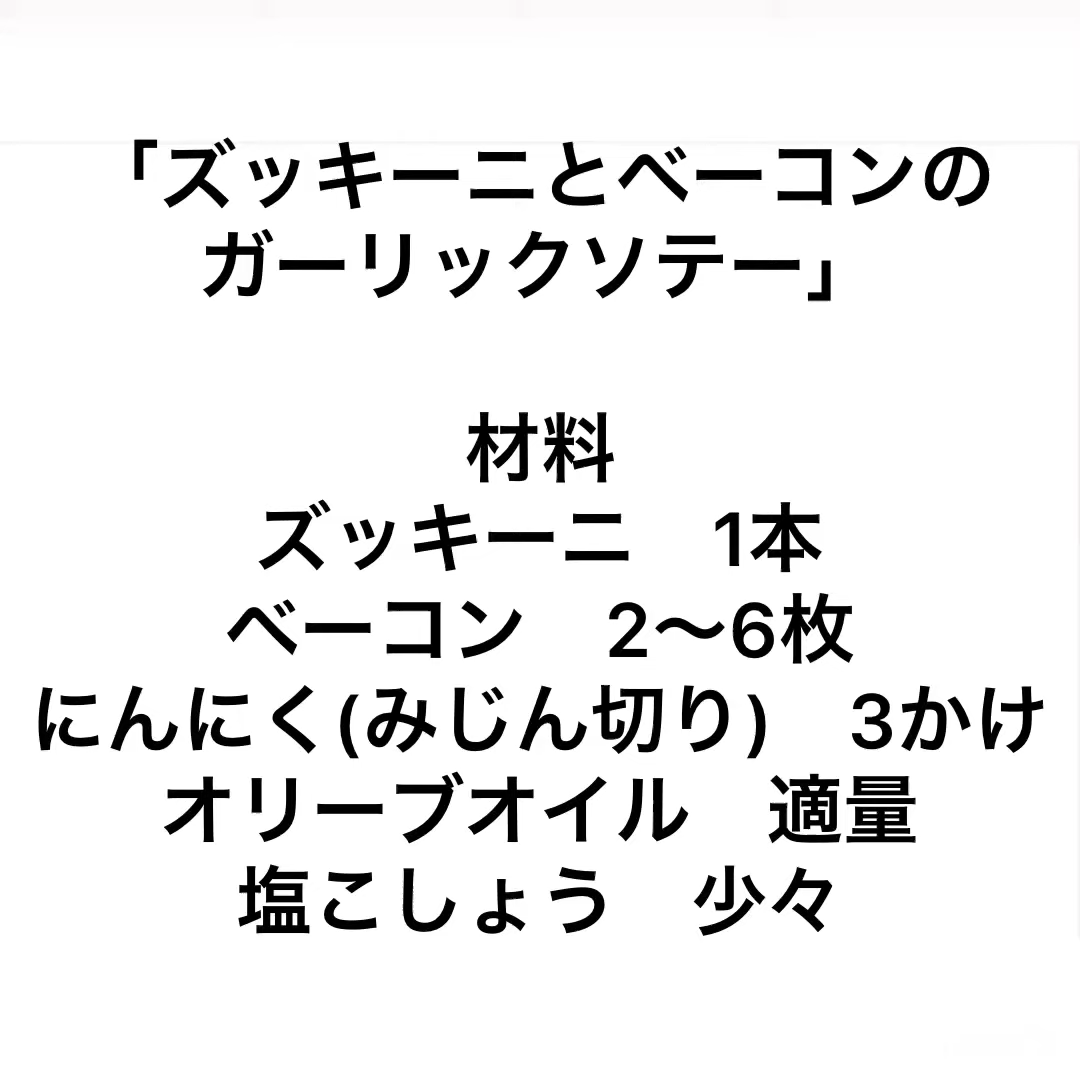 「ズッキーニとベーコンの
ガーリックソテー」
材料
ズッキーニ　1本
ベーコン　2〜6枚
にんにく(みじん切り)　3かけ
オリーブオイル　適量
塩こしょう　少々